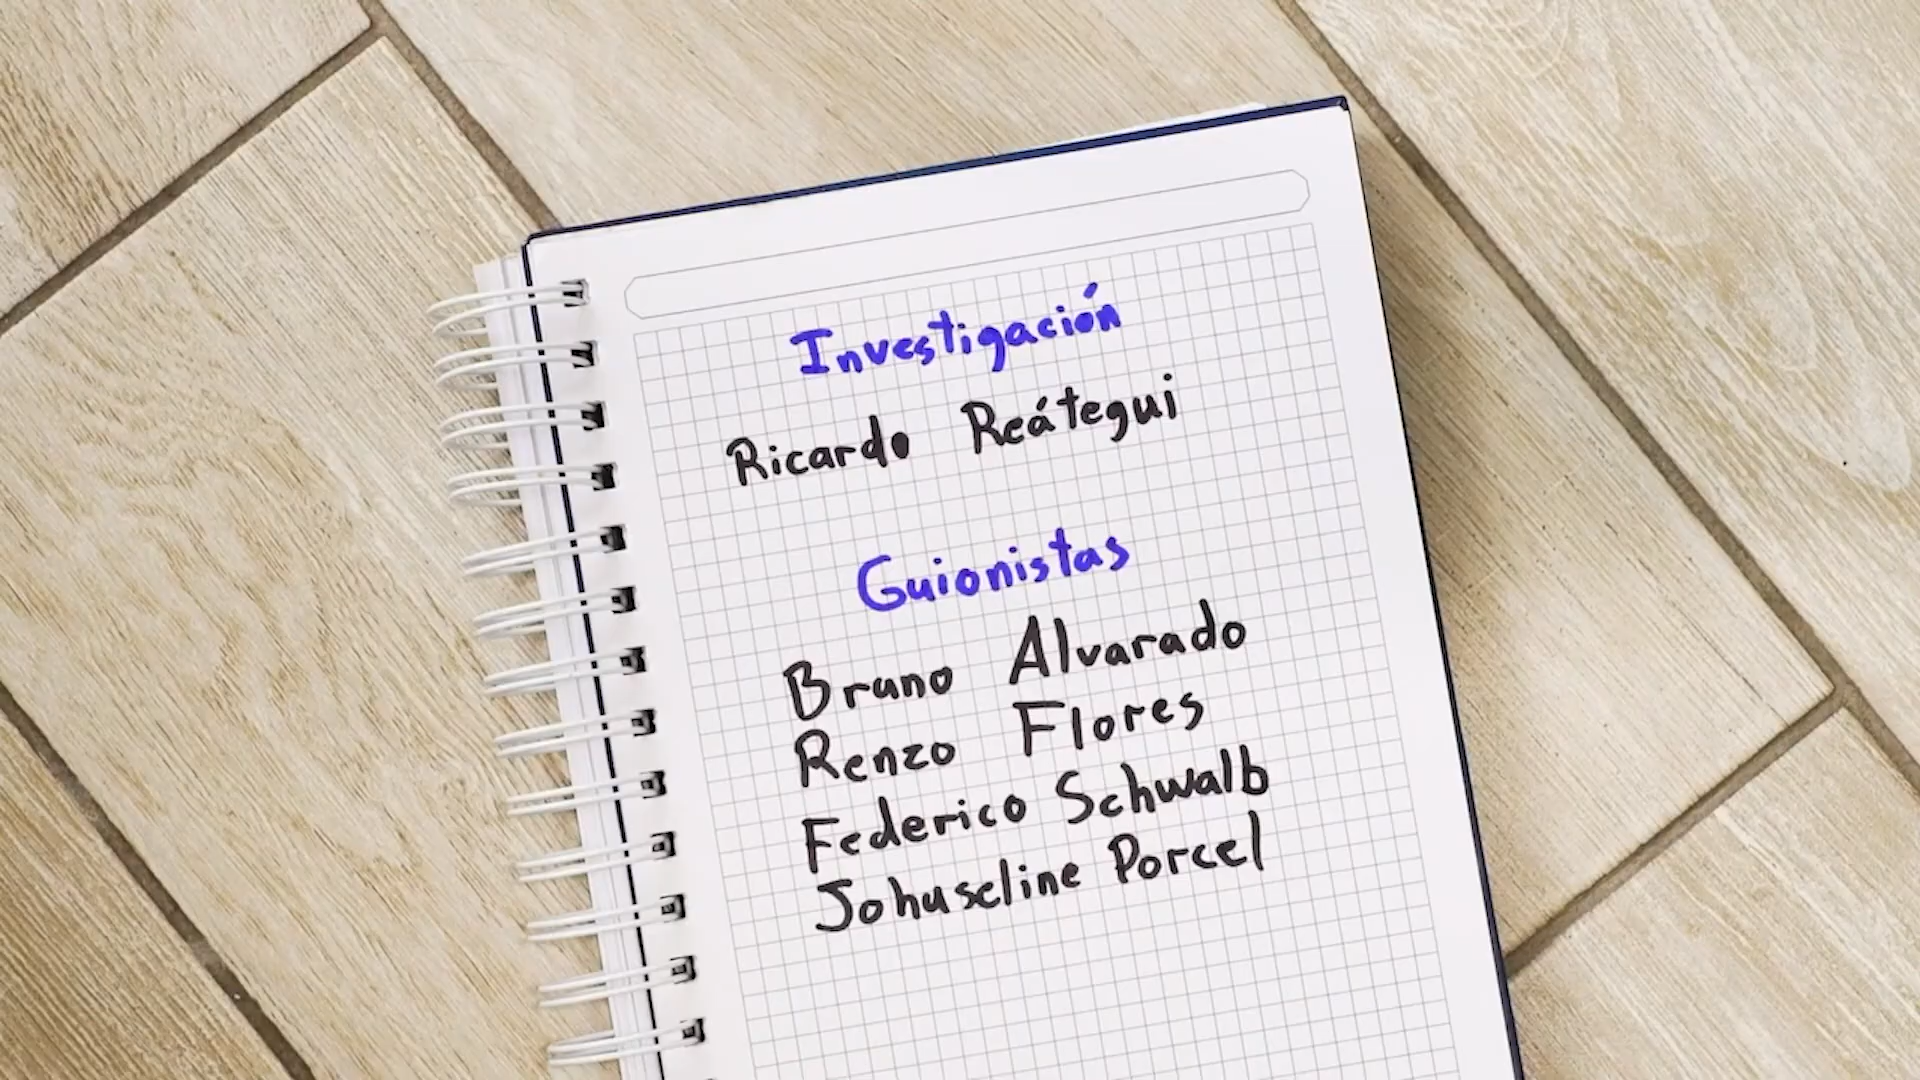 Investigación
Ricardo Reátegui
Guionistas
Bruno Alvarado
Renzo Flores
Federico Schwalb
Johuseline Porcel